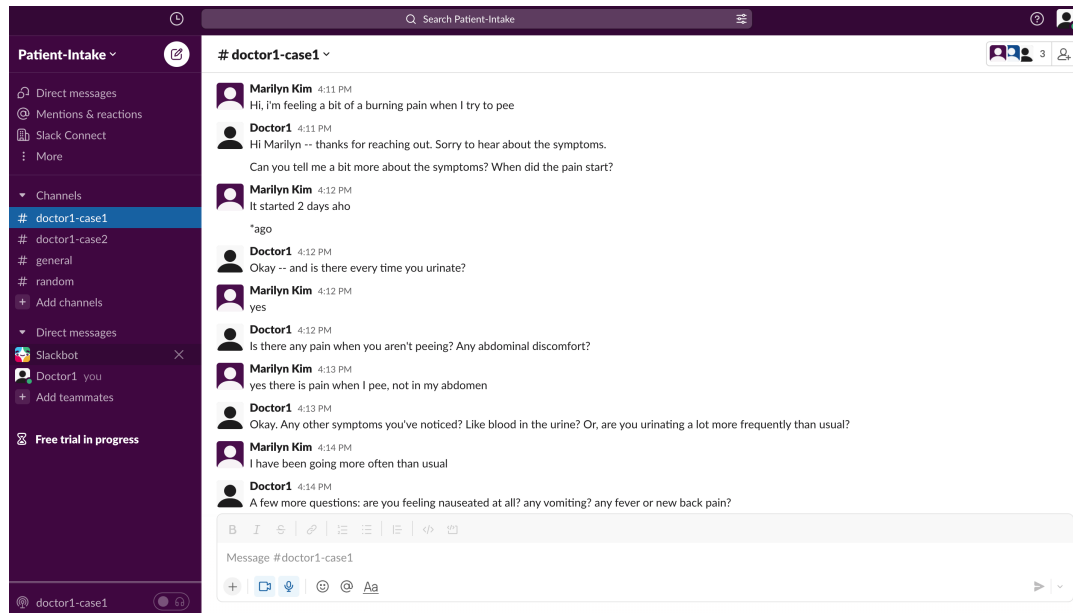 Search Patient-Intake
Patient-Intake
# doctor1-case1
3
Direct messages
Mentions & reactions
Slack Connect
More
Channels
# doctor1-case1
# doctor1-case2
# general
# random
+ Add channels
Direct messages
Slackbot
Doctor1 you
+ Add teammates
Free trial in progress
doctor1-case1
Marilyn Kim 4:11 PM
Hi, i'm feeling a bit of a burning pain when I try to pee
Doctor1 4:11 PM
Hi Marilyn -- thanks for reaching out. Sorry to hear about the symptoms.
Can you tell me a bit more about the symptoms? When did the pain start?
Marilyn Kim 4:12 PM
It started 2 days aho
*ago
Doctor1 4:12 PM
Okay -- and is there every time you urinate?
Marilyn Kim 4:12 PM
yes
Doctor1 4:12 PM
Is there any pain when you aren't peeing? Any abdominal discomfort?
Marilyn Kim 4:13 PM
yes there is pain when I pee, not in my abdomen
Doctor1 4:13 PM
Okay. Any other symptoms you've noticed? Like blood in the urine? Or, are you urinating a lot more frequently than usual?
Marilyn Kim 4:14 PM
I have been going more often than usual
Doctor1 4:14 PM
A few more questions: are you feeling nauseated at all? any vomiting? any fever or new back pain?
B I S
Message #doctor1-case1
+ @ Aa